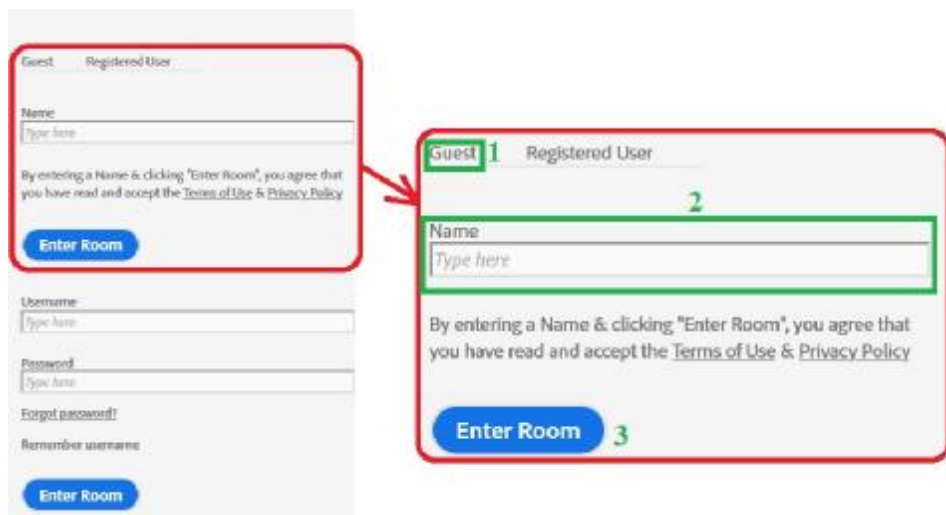 Guest Registered User
Name
Type here
By entering a Name & clicking "Enter Room", you agree that
you have read and accept the Terms of Use & Privacy Policy
Enter Room
Username
Type here
Password
Type here
Forgot password?
Remember username
Enter Room
Guest 1 Registered User
2
Name
Type here
By entering a Name & clicking "Enter Room", you agree that
you have read and accept the Terms of Use & Privacy Policy
Enter Room 3